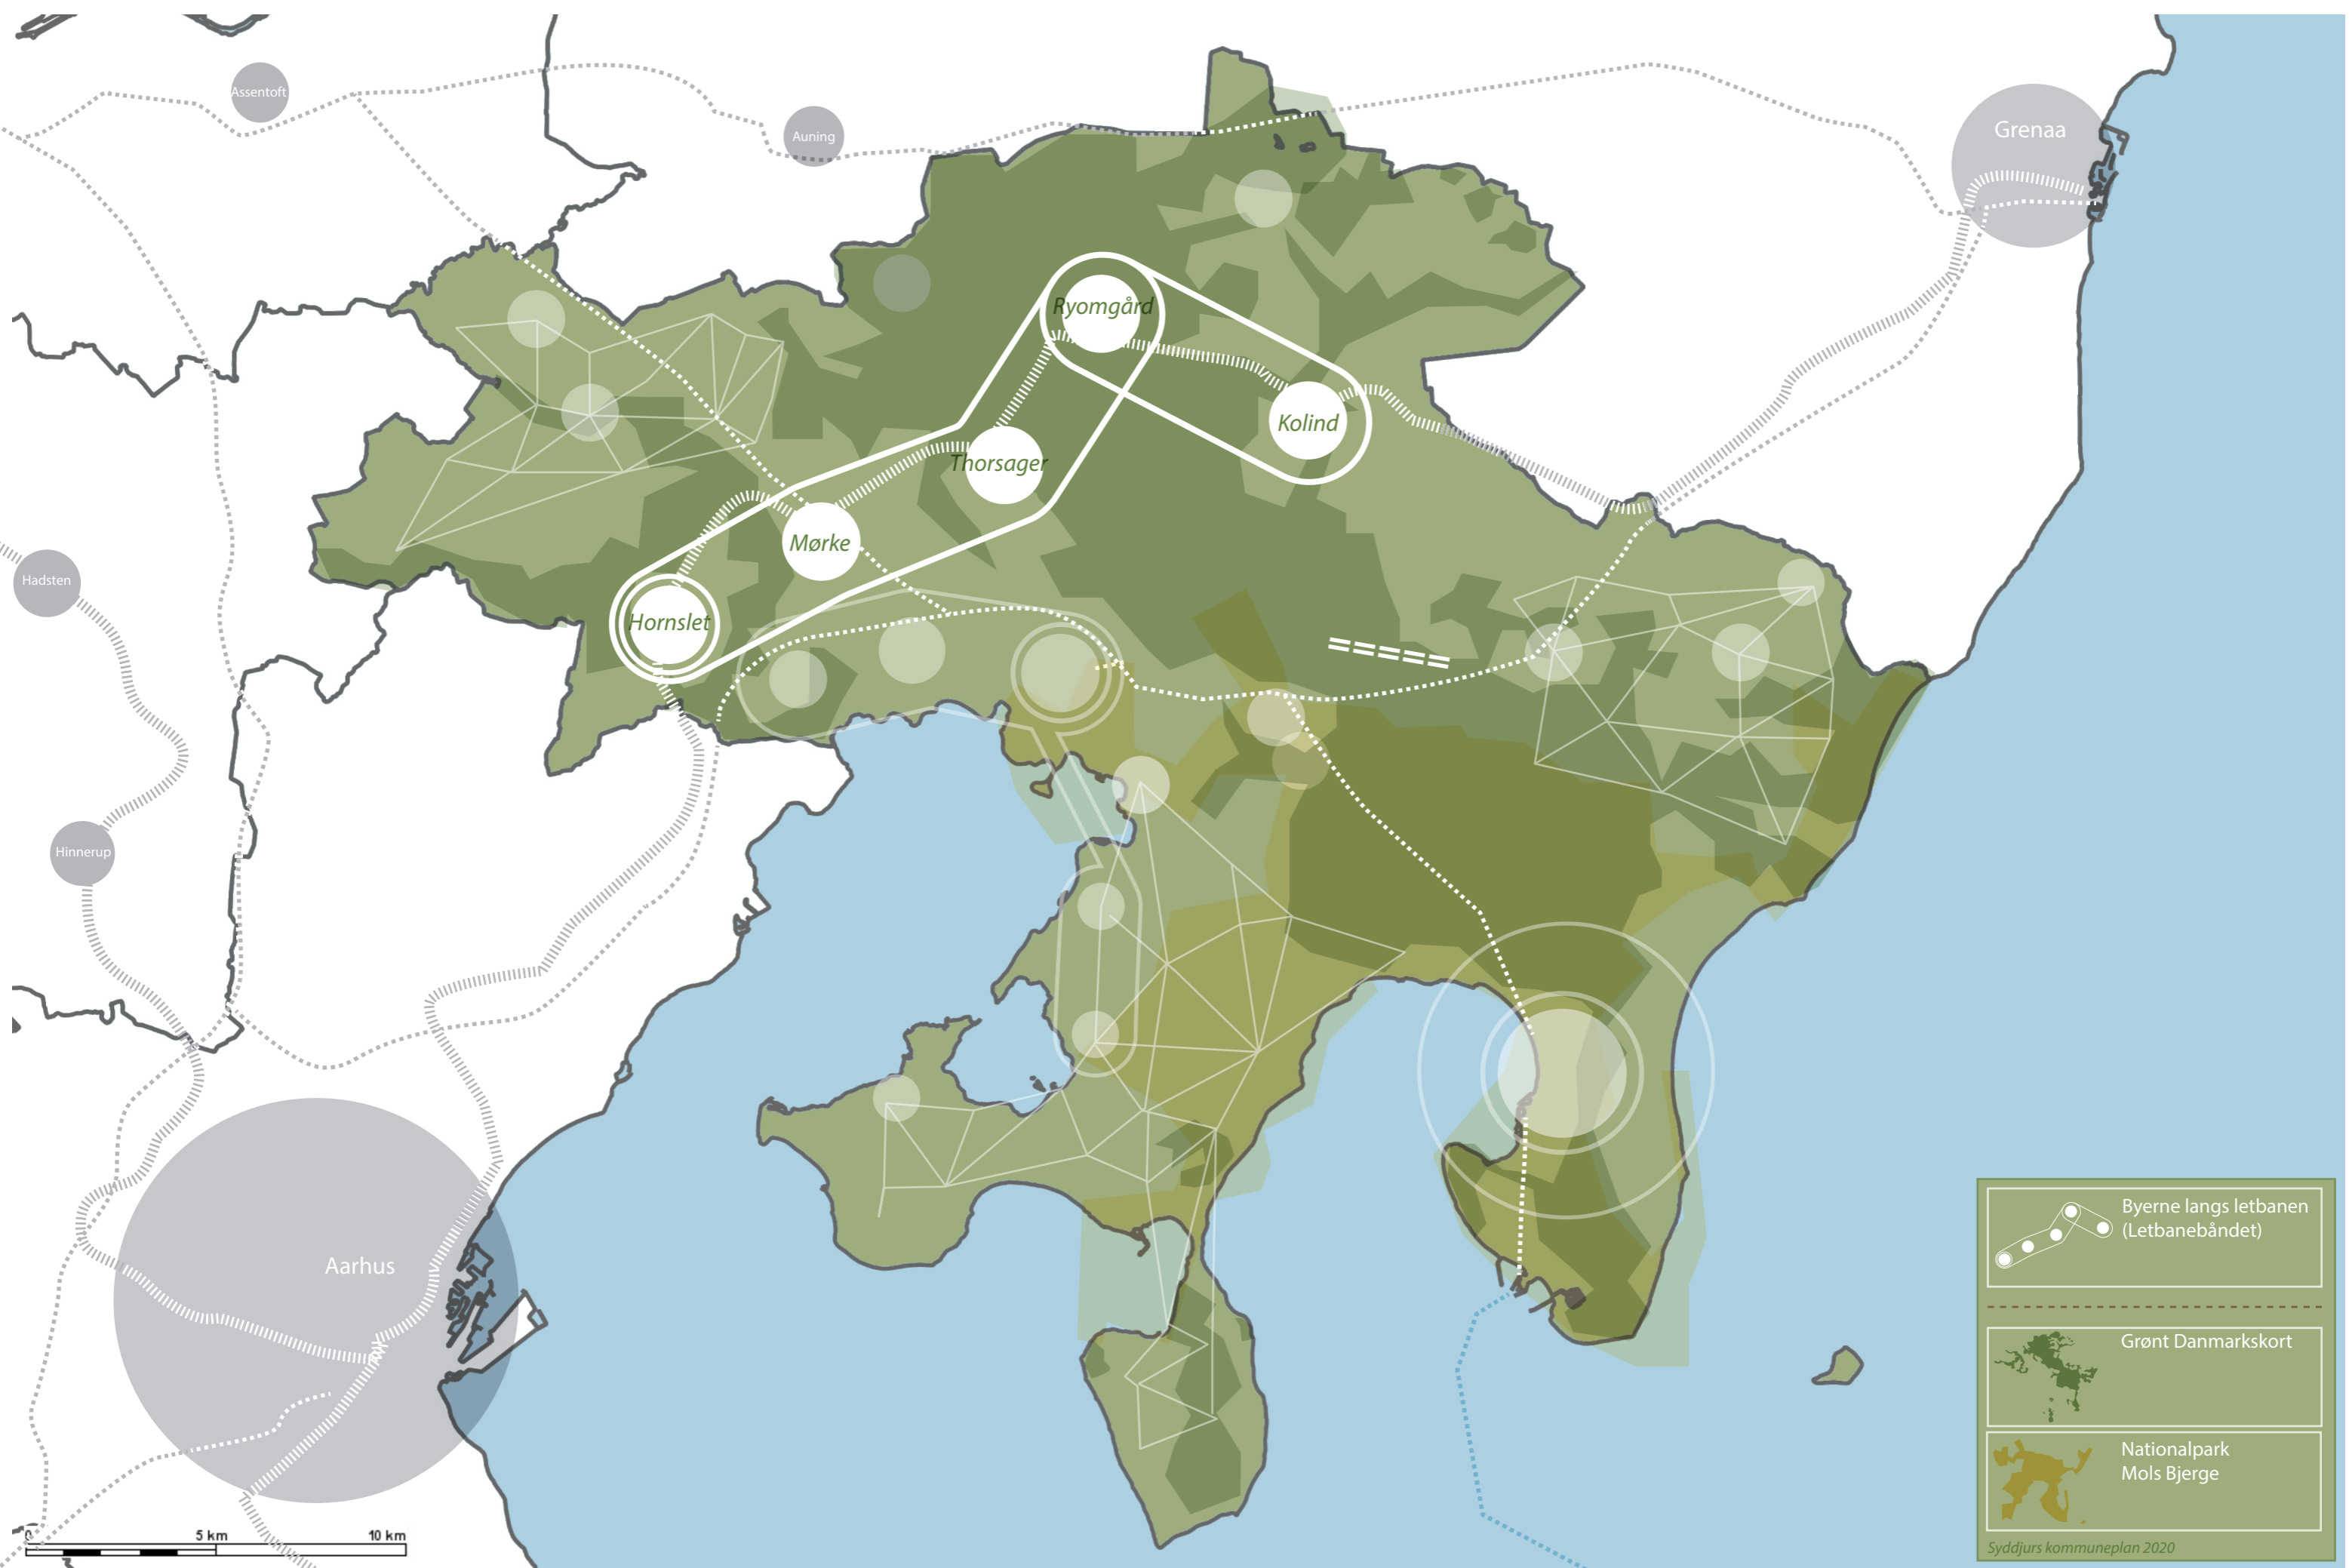 Assentoft
Auning
Grenaa
Ryomgård
Kolind
Thorsager
Mørke
Hornslet
Hadsten
Hinnerup
Aarhus
Byerne langs letbanen
(Letbanebåndet)
Grønt Danmarkskort
Nationalpark
Mols Bjerge
Syddjurs kommuneplan 2020
0 5 km 10 km